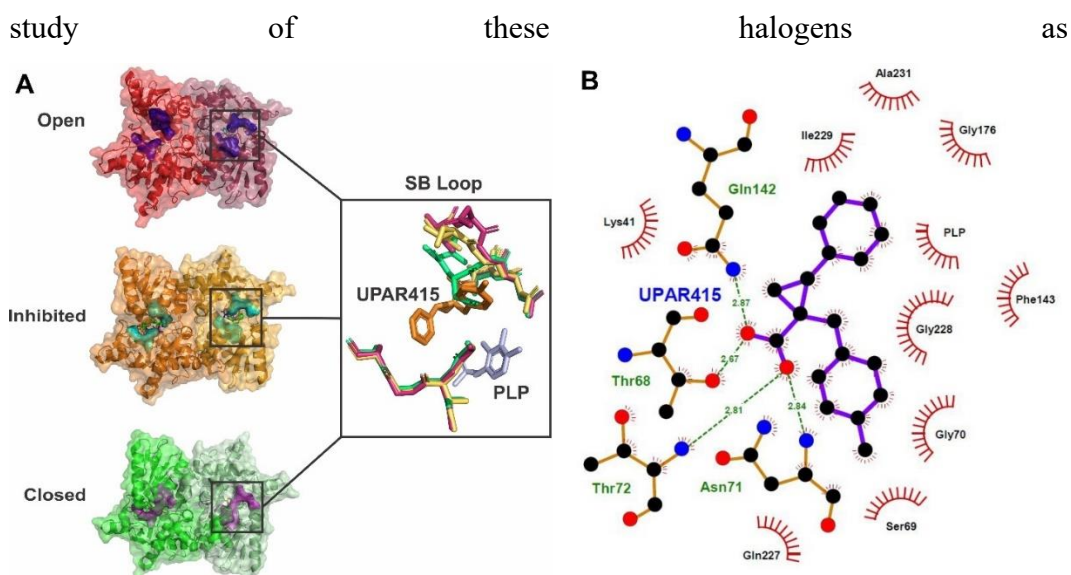 study of these halogens as
A
Open
Inhibited
Closed
SB Loop
UPAR415
PLP
B
Ala231
Gly176
Ile229
Gln142
Lys41
PLP
UPAR415
2.87
Phe143
Gly228
2.67
Thr68
2.81
2.84
Gly70
Thr72
Asn71
Ser69
Gln227